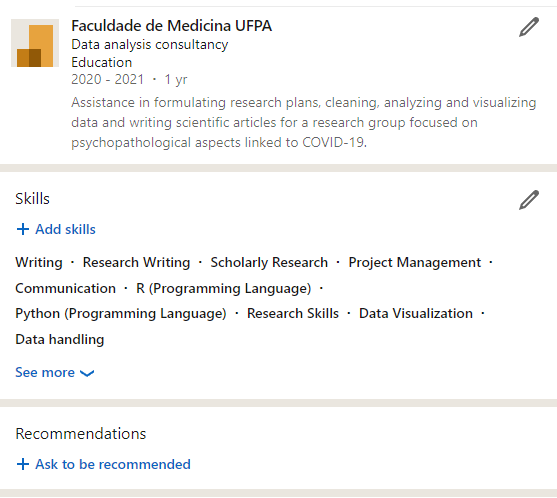 Faculdade de Medicina UFPA
Data analysis consultancy
Education
2020 - 2021 · 1 yr
Assistance in formulating research plans, cleaning, analyzing and visualizing
data and writing scientific articles for a research group focused on
psychopathological aspects linked to COVID-19.
Skills
+ Add skills
Writing · Research Writing · Scholarly Research · Project Management ·
Communication · R (Programming Language) ·
Python (Programming Language) · Research Skills · Data Visualization ·
Data handling
See more
Recommendations
+ Ask to be recommended